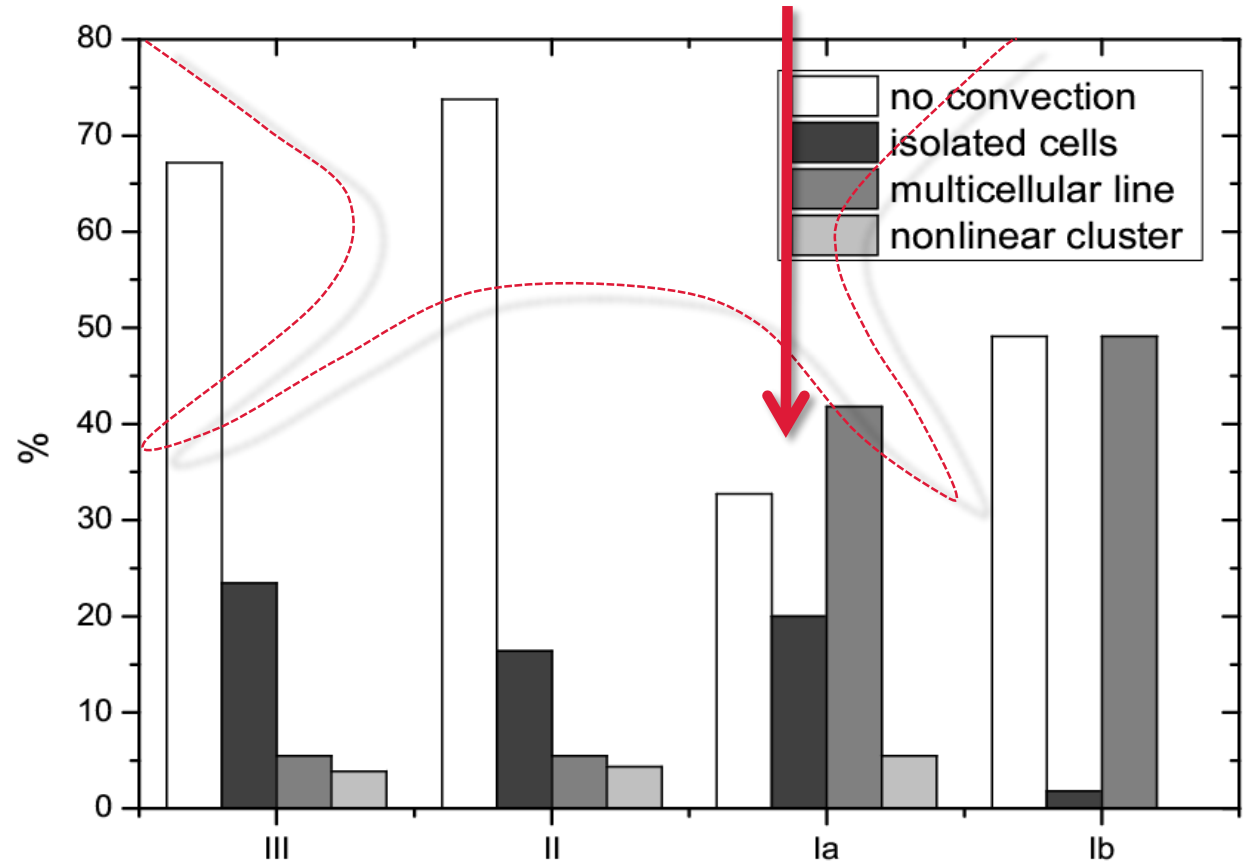 80
70
60
50
40
30
20
10
0
%
no convection
isolated cells
multicellular line
nonlinear cluster
III
II
Ia
Ib